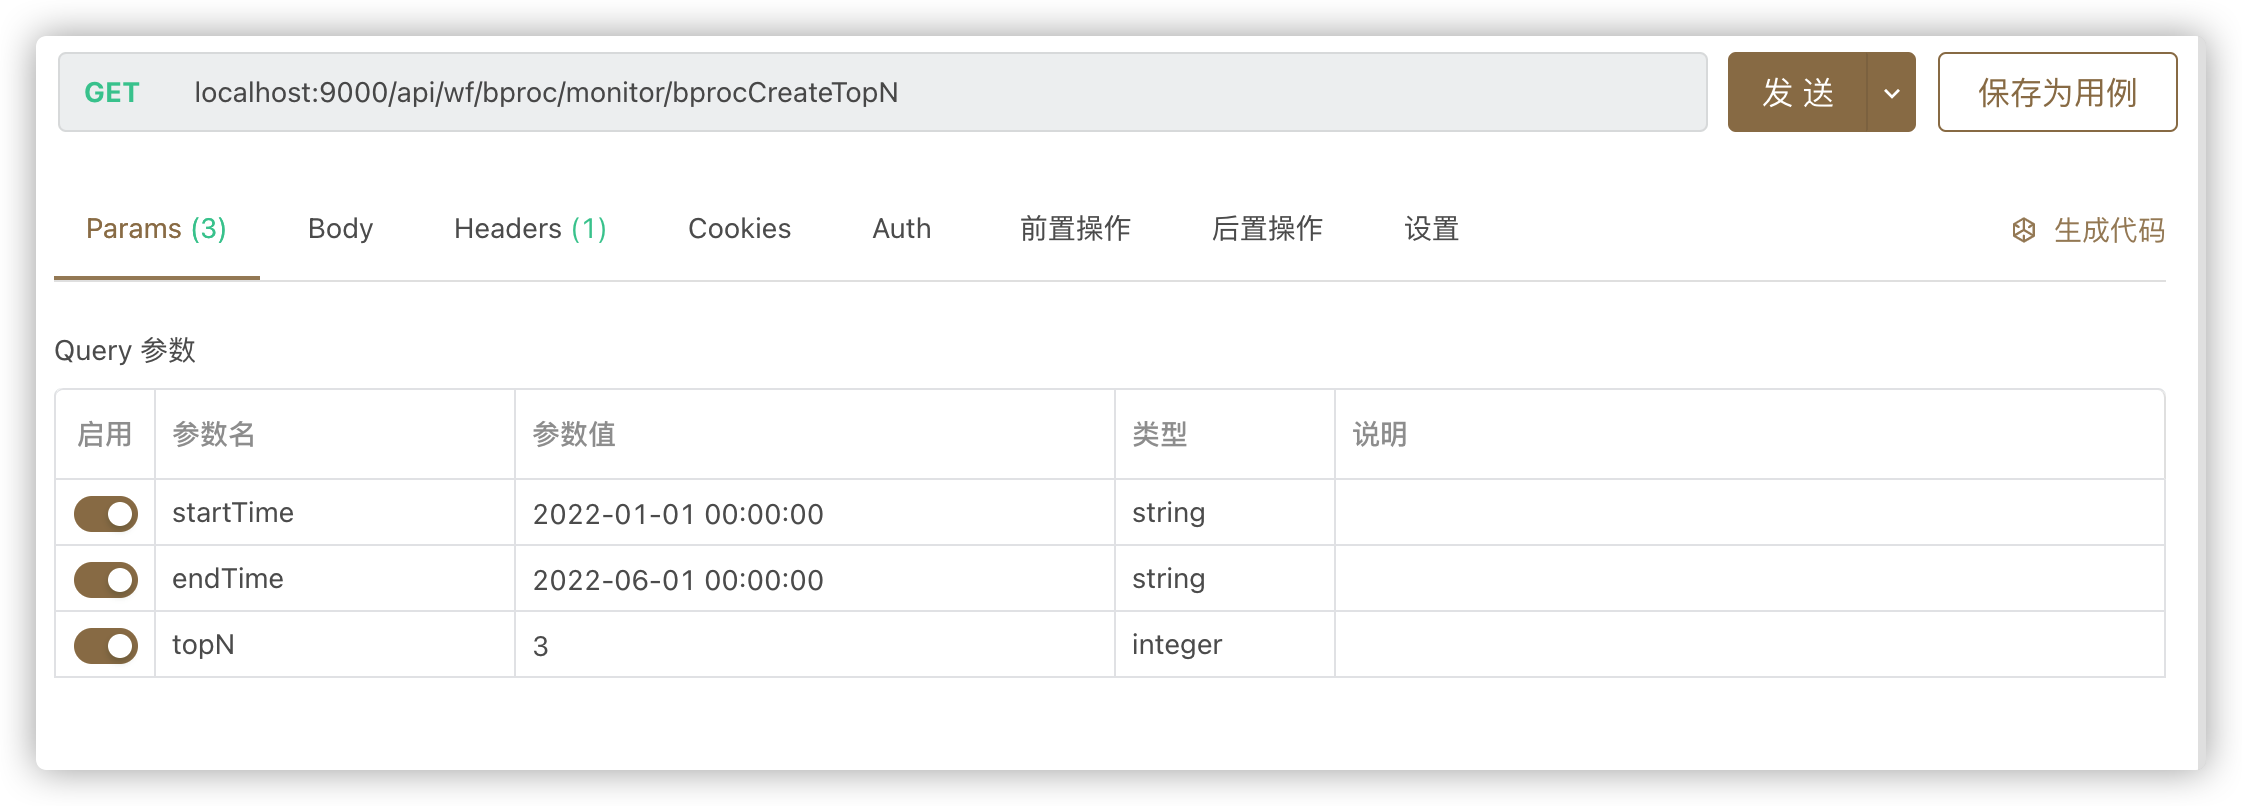 GET localhost:9000/api/wf/bproc/monitor/bprocCreateTopN 发 送 保存为用例
Params (3) Body Headers (1) Cookies Auth 前置操作 后置操作 设置 生成代码
Query 参数
启用 参数名 参数值 类型 说明
startTime 2022-01-01 00:00:00 string
endTime 2022-06-01 00:00:00 string
topN 3 integer